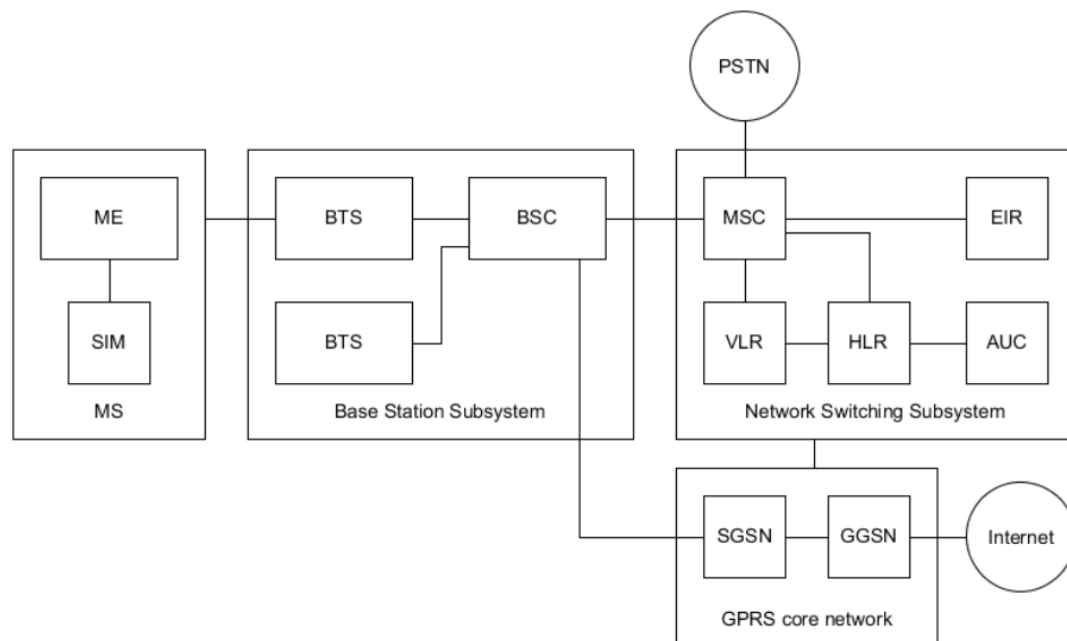 PSTN
ME
BTS
BSC
MSC
EIR
SIM
BTS
VLR
HLR
AUC
MS
Base Station Subsystem
Network Switching Subsystem
SGSN
GGSN
Internet
GPRS core network